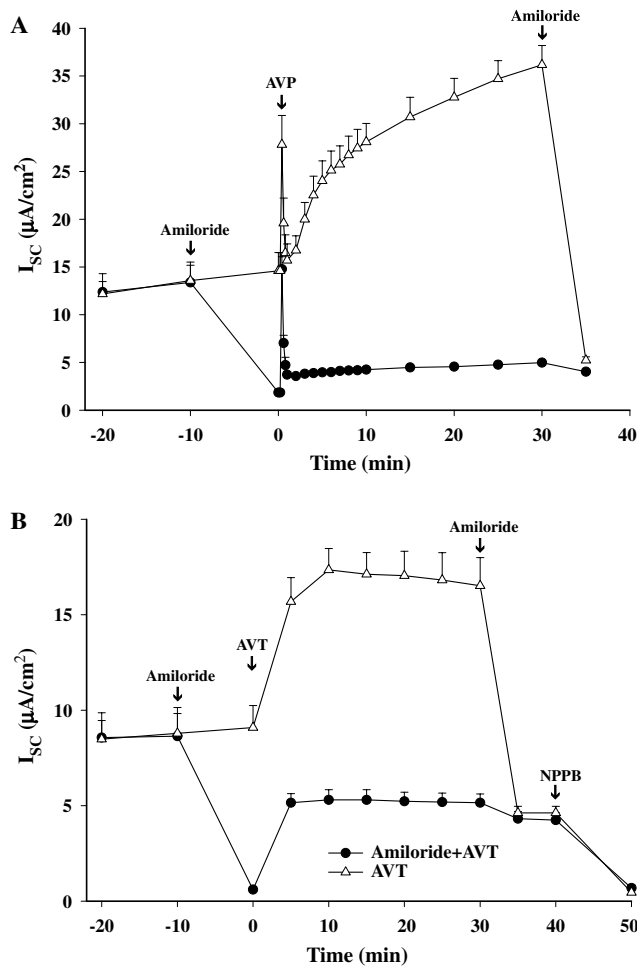 A
Amiloride
40
35
AVP
30
25
Amiloride
20
15
10
5
0
I_SC (µA/cm²)
-20 -10 0 10 20 30 40
Time (min)
B
20
Amiloride
15
AVT
Amiloride
10
NPPB
5
Amiloride+AVT
AVT
0
I_SC (µA/cm²)
-20 -10 0 10 20 30 40 50
Time (min)